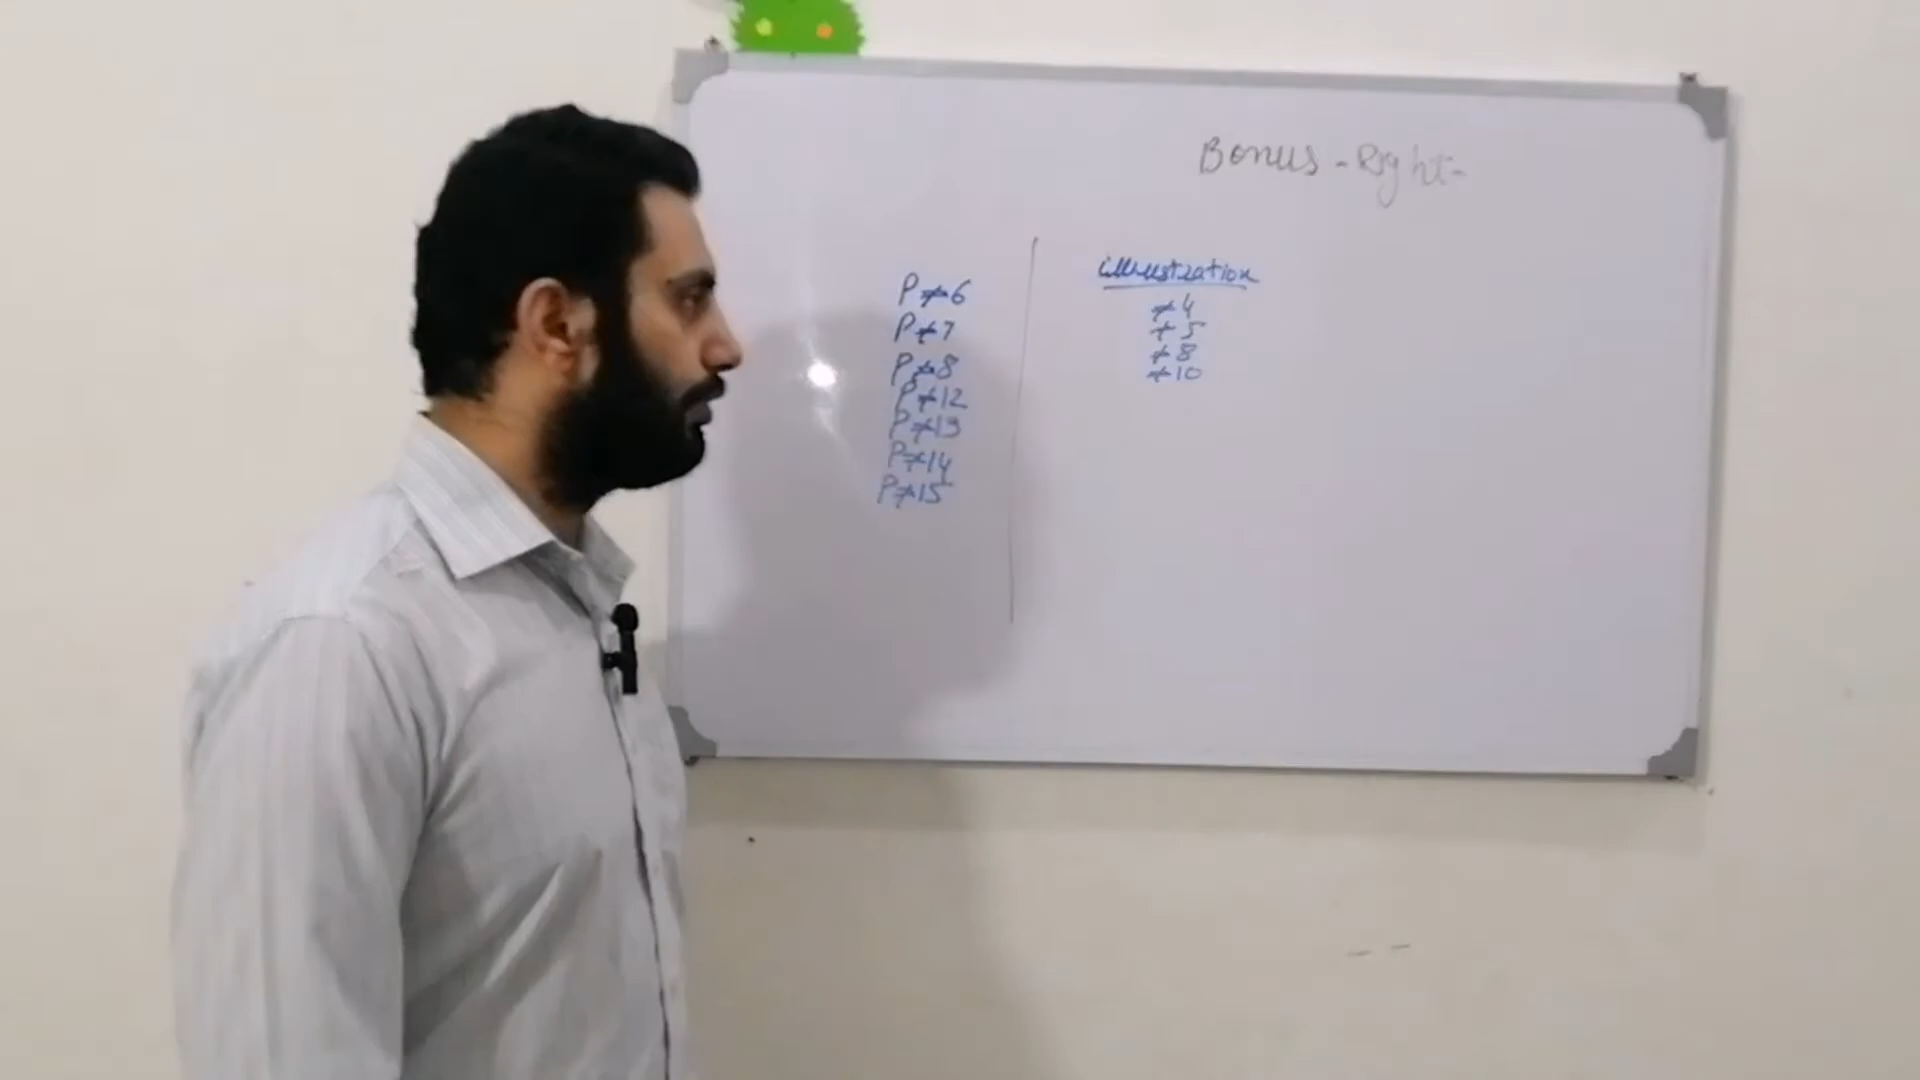 Bonus - Right -
P≠6
P≠7
P≠8
P≠12
P≠13
P≠14
P≠15
illustration
≠4
≠5
≠8
≠10